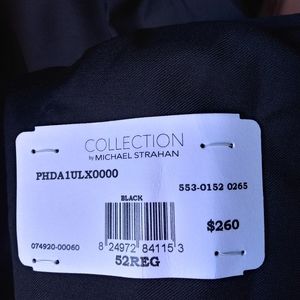 COLLECTION
by MICHAEL STRAHAN
PHDA1ULX0000
BLACK
553-0152 0265
$260
074920-00060
8 24972 84115 3
52REG